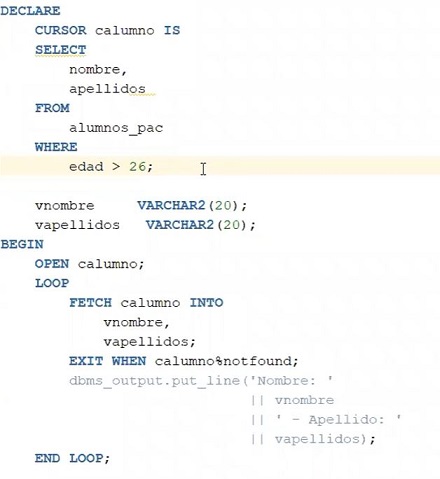 DECLARE
CURSOR calumno IS
SELECT
nombre,
apellidos
FROM
alumnos_pac
WHERE
edad > 26;
vnombre VARCHAR2(20);
vapellidos VARCHAR2(20);
BEGIN
OPEN calumno;
LOOP
FETCH calumno INTO
vnombre,
vapellidos;
EXIT WHEN calumno%notfound;
dbms_output.put_line('Nombre: '
|| vnombre
|| ' - Apellido: '
|| vapellidos);
END LOOP;